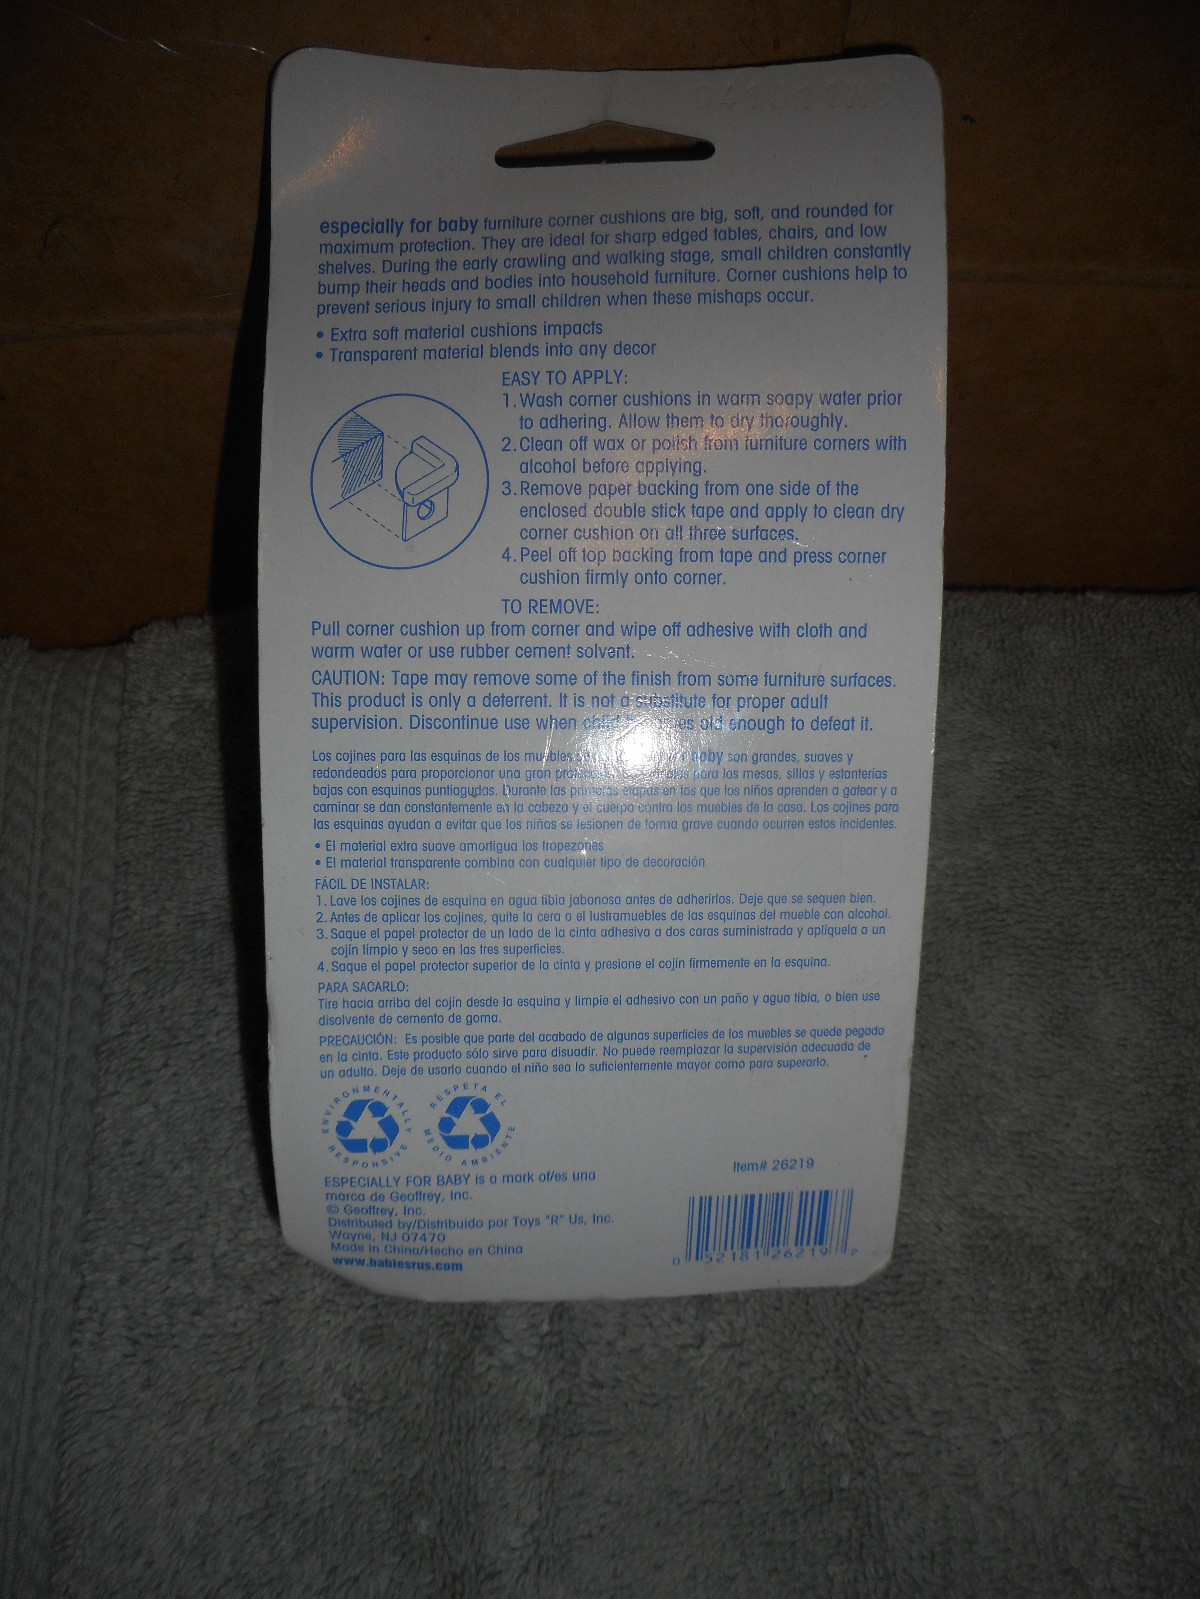 especially for baby furniture corner cushions are big, soft, and rounded for
maximum protection. They are ideal for sharp edged tables, chairs, and low
shelves. During the early crawling and walking stage, small children constantly
bump their heads and bodies into household furniture. Corner cushions help to
prevent serious injury to small children when these mishaps occur.
• Extra soft material cushions impacts
• Transparent material blends into any decor
EASY TO APPLY:
1. Wash corner cushions in warm soapy water prior
to adhering. Allow them to dry thoroughly.
2. Clean off wax or polish from furniture corners with
alcohol before applying.
3. Remove paper backing from one side of the
enclosed double stick tape and apply to clean dry
corner cushion on all three surfaces.
4. Peel off top backing from tape and press corner
cushion firmly onto corner.
TO REMOVE:
Pull corner cushion up from corner and wipe off adhesive with cloth and
warm water or use rubber cement solvent.
CAUTION: Tape may remove some of the finish from some furniture surfaces.
This product is only a deterrent. It is not a substitute for proper adult
supervision. Discontinue use when child old enough to defeat it.
Los cojines para las esquinas de los muebles baby son grandes, suaves y
redondeados para proporcionar una gran para las mesas, sillas y estanterías
bajas con esquinas puntiagudas. Durante las primeras etapas en las que los niños aprenden a gatear y a
caminar se dan constantemente en la cabeza y el cuerpo contra los muebles de la casa. Los cojines para
las esquinas ayudan a evitar que los niños se lesionen de forma grave cuando ocurren estos incidentes.
• El material extra suave amortigua los tropezones
• El material transparente combina con cualquier tipo de decoración
FÁCIL DE INSTALAR:
1. Lave los cojines de esquina en agua tibia jabonosa antes de adherirlos. Deje que se sequen bien.
2. Antes de aplicar los cojines, quite la cera o el lustramuebles de las esquinas del mueble con alcohol.
3. Saque el papel protector de un lado de la cinta adhesiva a dos caras suministrada y aplíquela a un
cojín limpio y seco en las tres superficies.
4. Saque el papel protector superior de la cinta y presione el cojín firmemente en la esquina.
PARA SACARLO:
Tire hacia arriba del cojín desde la esquina y limpie el adhesivo con un paño y agua tibia, o bien use
disolvente de cemento de goma.
PRECAUCIÓN: Es posible que parte del acabado de algunas superficies de los muebles se quede pegado
en la cinta. Este producto sólo sirve para disuadir. No puede reemplazar la supervisión adecuada de
un adulto. Deje de usarlo cuando el niño sea lo suficientemente mayor como para superarlo.
ENVIRONMENTALLY RESPONSIVE
RESPETA EL MEDIO AMBIENTE
ESPECIALLY FOR BABY is a mark of/es una
marca de Geoffrey, Inc.
© Geoffrey, Inc.
Distributed by/Distribuido por Toys "R" Us, Inc.
Wayne, NJ 07470
Made in China/Hecho en China
www.babiesrus.com
Item# 26219
0 52181 26219 7